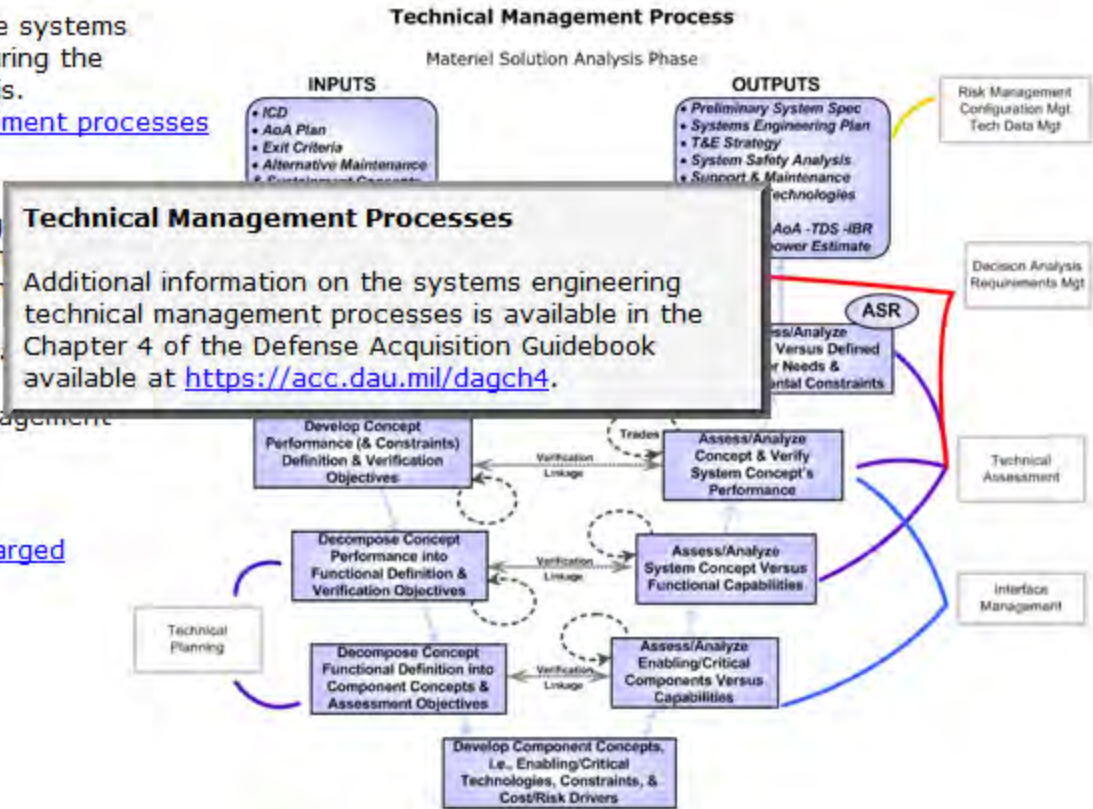 Technical Management Process
Materiel Solution Analysis Phase
e systems
ring the
s.
ment processes
INPUTS
• ICD
• AoA Plan
• Exit Criteria
• Alternative Maintenance
& Sustainment Concepts
OUTPUTS
• Preliminary System Spec
• Systems Engineering Plan
• T&E Strategy
• System Safety Analysis
• Support & Maintenance
echnologies
AoA -TDS -IBR
ower Estimate
Risk Management
Configuration Mgt
Tech Data Mgt
Technical Management Processes
Additional information on the systems engineering
technical management processes is available in the
Chapter 4 of the Defense Acquisition Guidebook
available at https://acc.dau.mil/dagch4.
Decision Analysis
Requirements Mgt
ASR
ss/Analyze
Versus Defined
r Needs &
ntal Constraints
agement
arged
Develop Concept
Performance (& Constraints)
Definition & Verification
Objectives
Verification
Linkage
Trades
Assess/Analyze
Concept & Verify
System Concept's
Performance
Technical
Assessment
Decompose Concept
Performance into
Functional Definition &
Verification Objectives
Verification
Linkage
Assess/Analyze
System Concept Versus
Functional Capabilities
Interface
Management
Technical
Planning
Decompose Concept
Functional Definition into
Component Concepts &
Assessment Objectives
Verification
Linkage
Assess/Analyze
Enabling/Critical
Components Versus
Capabilities
Develop Component Concepts,
i.e., Enabling/Critical
Technologies, Constraints, &
Cost/Risk Drivers